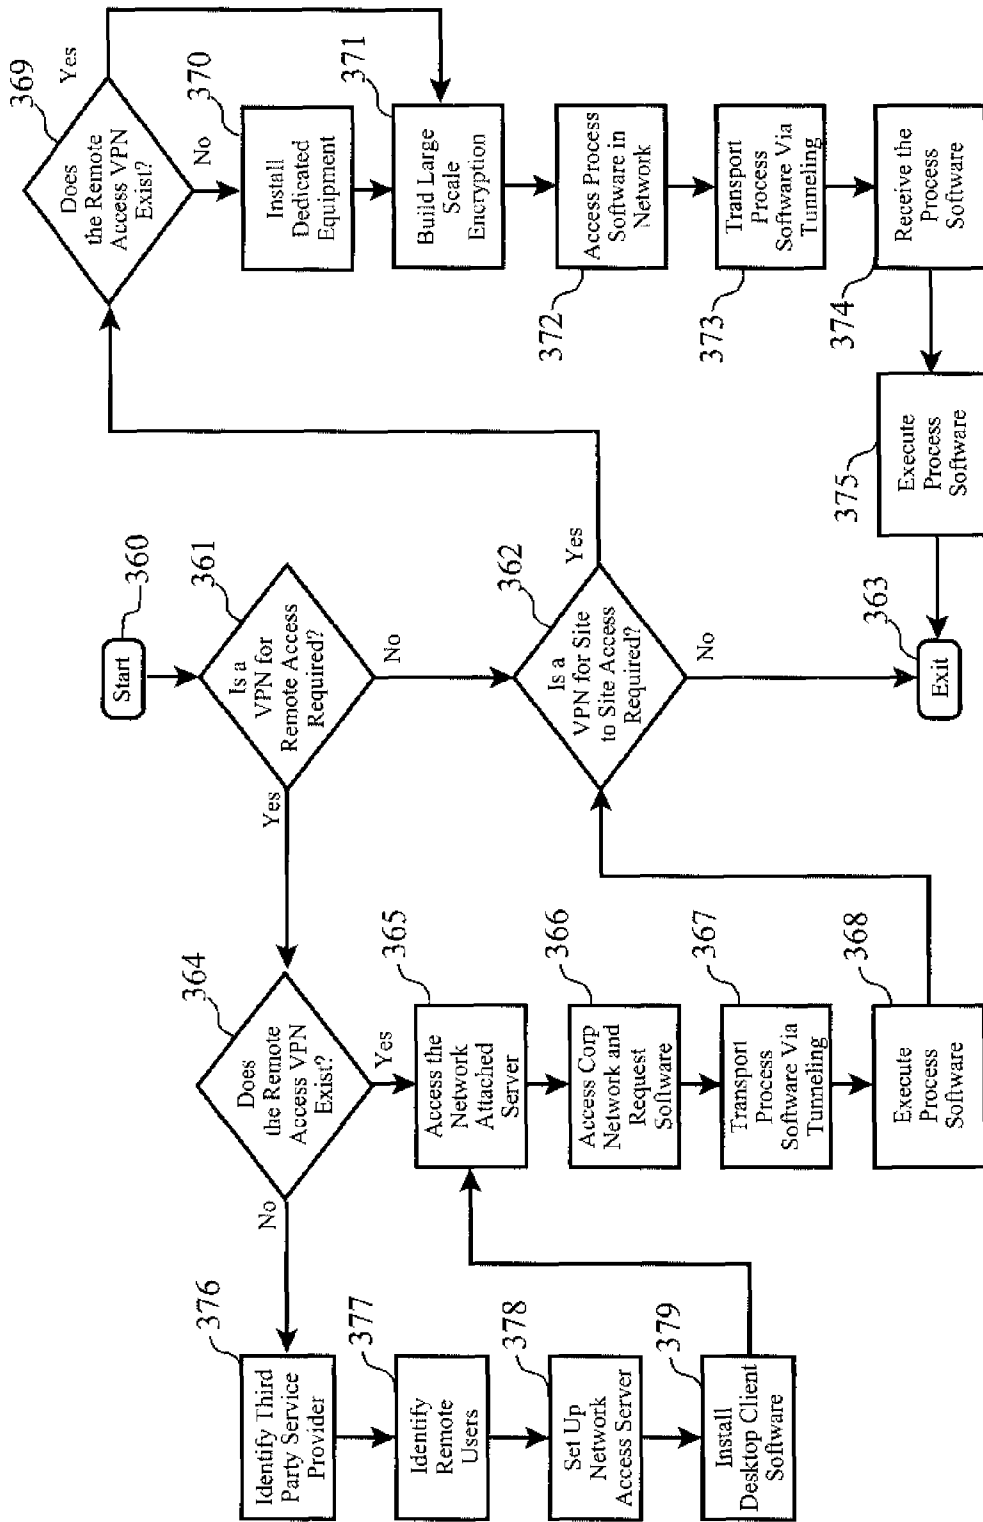 Start
360
Is a
VPN for
Remote Access
Required?
361
Yes
No
Does
the Remote
Access VPN
Exist?
364
No
Yes
Identify Third
Party Service
Provider
376
Identify
Remote
Users
377
Set Up
Network
Access Server
378
Install
Desktop Client
Software
379
Access the
Network
Attached
Server
365
Access Corp
Network and
Request
Software
366
Transport
Process
Software Via
Tunneling
367
Execute
Process
Software
368
Is a
VPN for Site
to Site Access
Required?
362
Yes
No
Exit
363
Does
the Remote
Access VPN
Exist?
369
Yes
No
Install
Dedicated
Equipment
370
Build Large
Scale
Encryption
371
Access Process
Software in
Network
372
Transport
Process
Software Via
Tunneling
373
Receive the
Process
Software
374
Execute
Process
Software
375